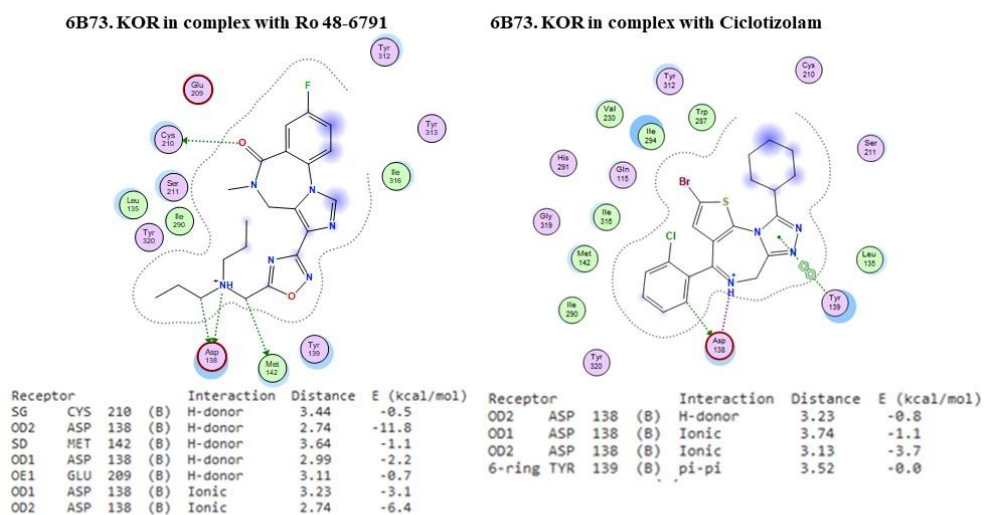 6B73. KOR in complex with Ro 48-6791
6B73. KOR in complex with Ciclotizolam
Tyr
312
Glu
209
F
Tyr
313
Cys
210
O
Ile
316
Ser
211
Leu
135
Ile
290
Tyr
320
N
N
N
N
N
O
+
NH
Asp
138
Tyr
139
Met
142
Cys
210
Tyr
312
Val
230
Trp
287
Ile
294
Ser
211
His
291
Gln
115
Br
S
Gly
319
Ile
316
Cl
N
N
N
Met
142
Leu
135
+
N
H
Ile
290
Tyr
139
Asp
138
Tyr
320
Receptor Interaction Distance E (kcal/mol)
SG CYS 210 (B) H-donor 3.44 -0.5
OD2 ASP 138 (B) H-donor 2.74 -11.8
SD MET 142 (B) H-donor 3.64 -1.1
OD1 ASP 138 (B) H-donor 2.99 -2.2
OE1 GLU 209 (B) H-donor 3.11 -0.7
OD1 ASP 138 (B) Ionic 3.23 -3.1
OD2 ASP 138 (B) Ionic 2.74 -6.4
Receptor Interaction Distance E (kcal/mol)
OD2 ASP 138 (B) H-donor 3.23 -0.8
OD1 ASP 138 (B) Ionic 3.74 -1.1
OD2 ASP 138 (B) Ionic 3.13 -3.7
6-ring TYR 139 (B) pi-pi 3.52 -0.0